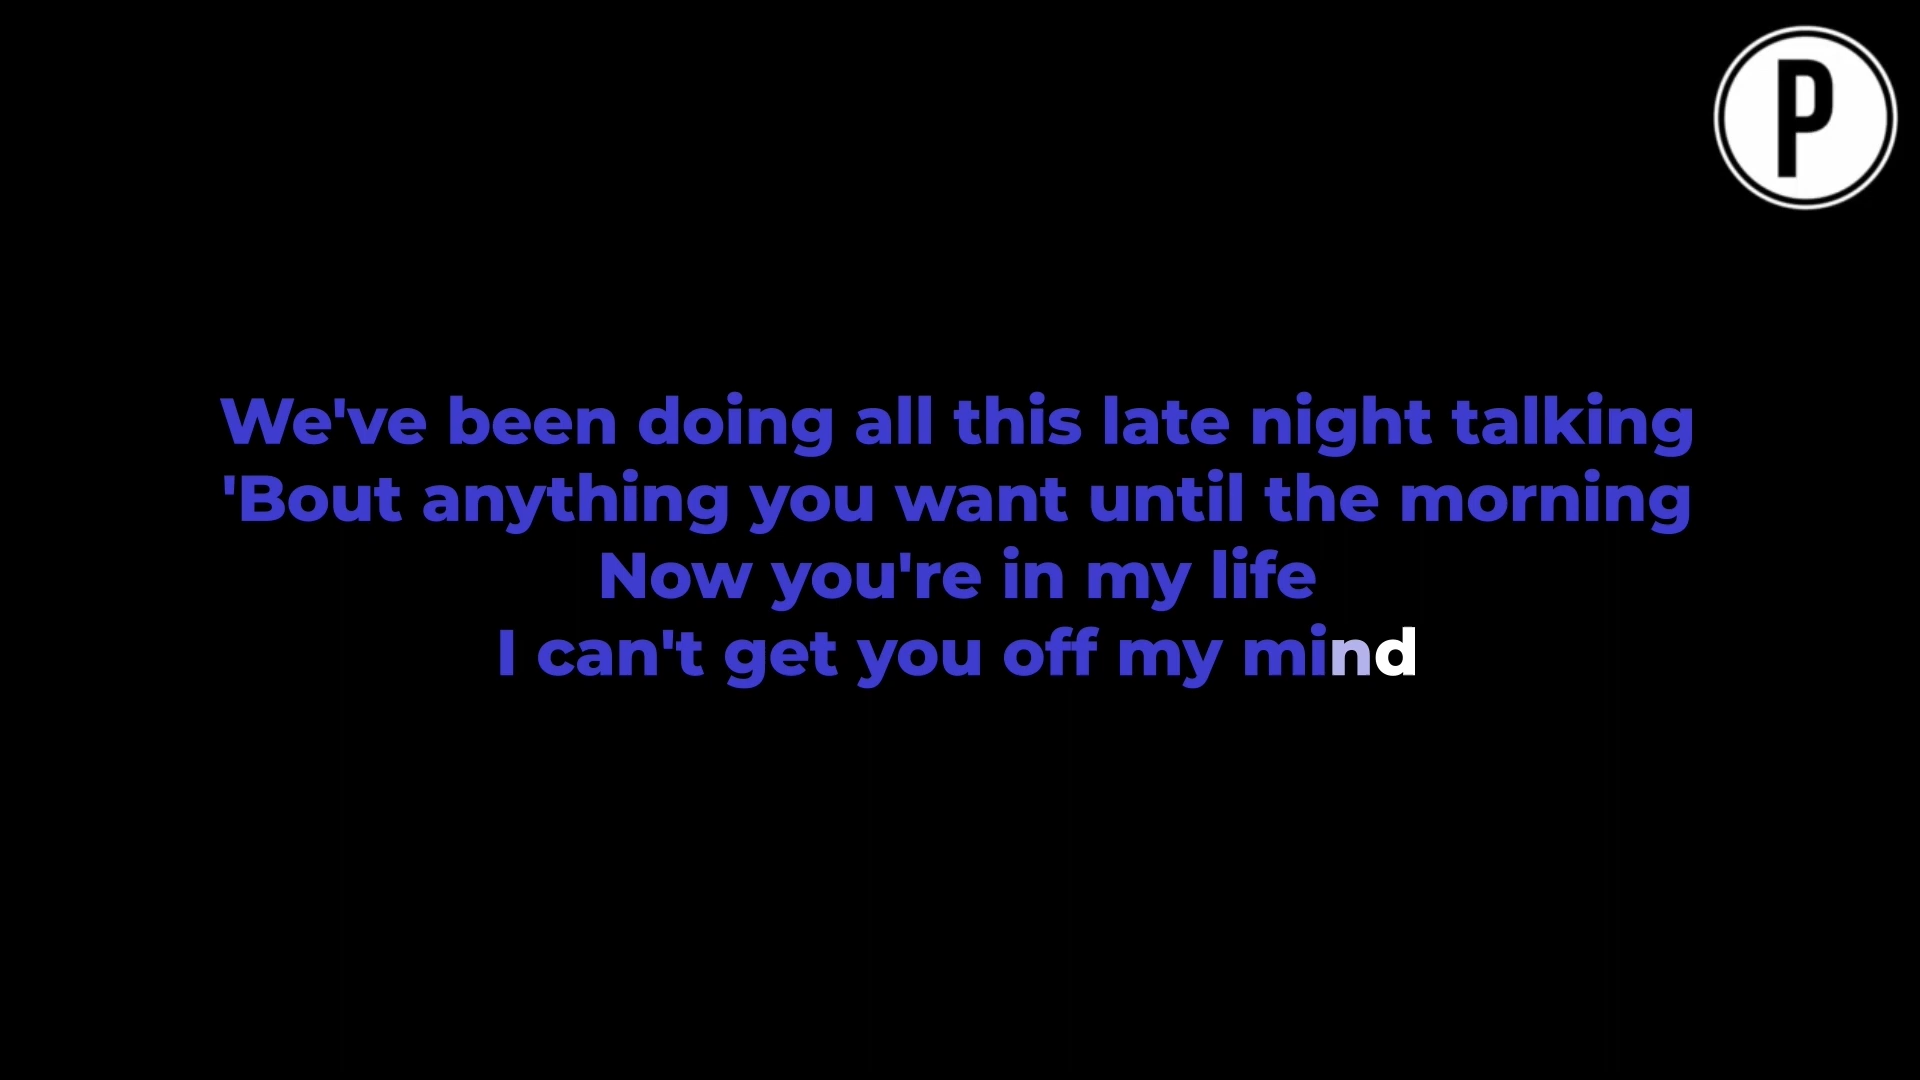 P
We've been doing all this late night talking
'Bout anything you want until the morning
Now you're in my life
I can't get you off my mind